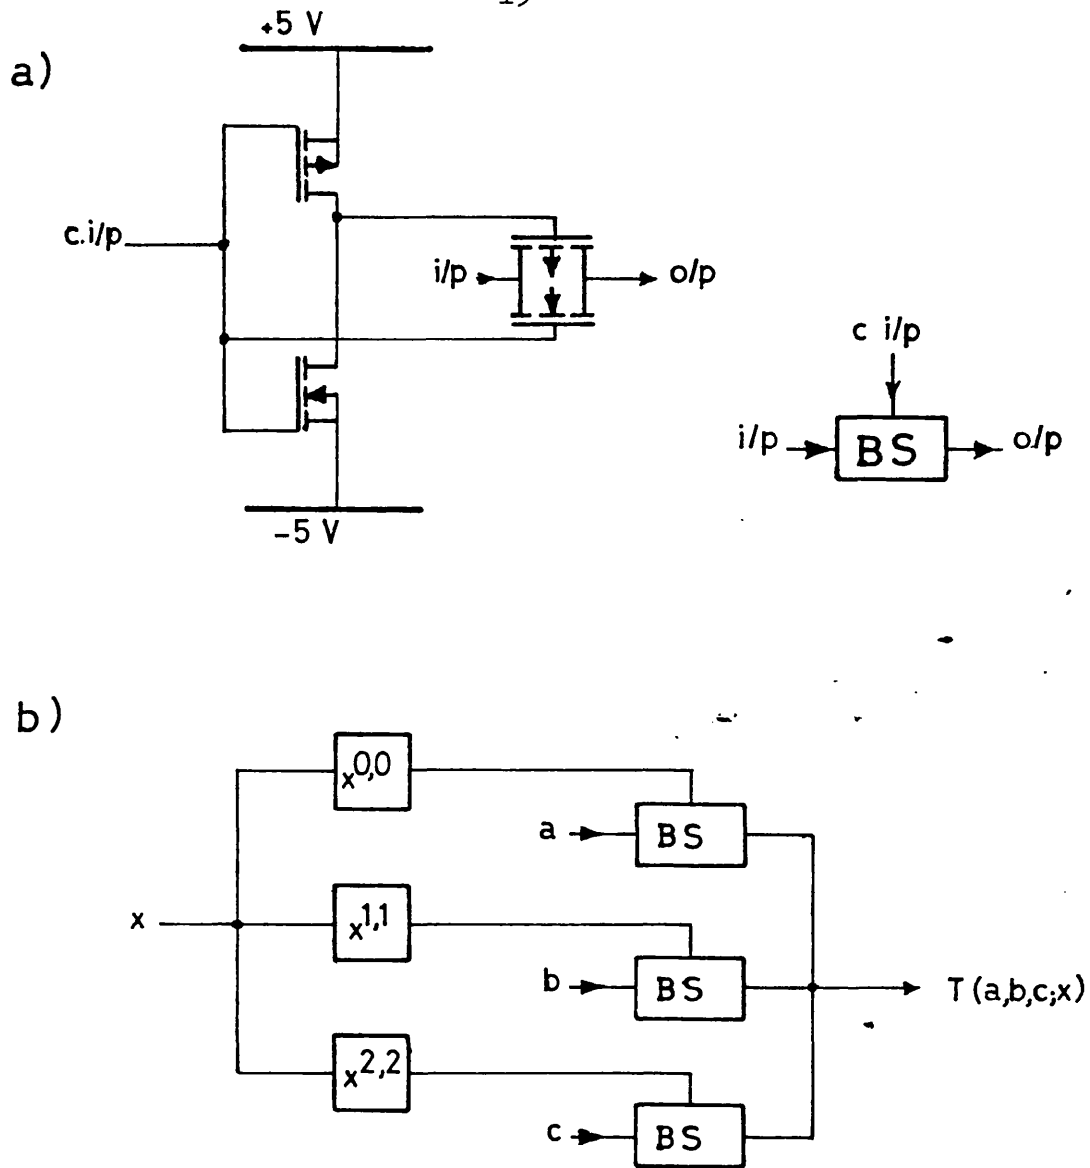 +5 V
a)
c.i/p
i/p
o/p
c i/p
i/p
BS
o/p
-5 V
b)
x^0,0
a
BS
x
x^1,1
b
BS
T(a,b,c;x)
x^2,2
c
BS